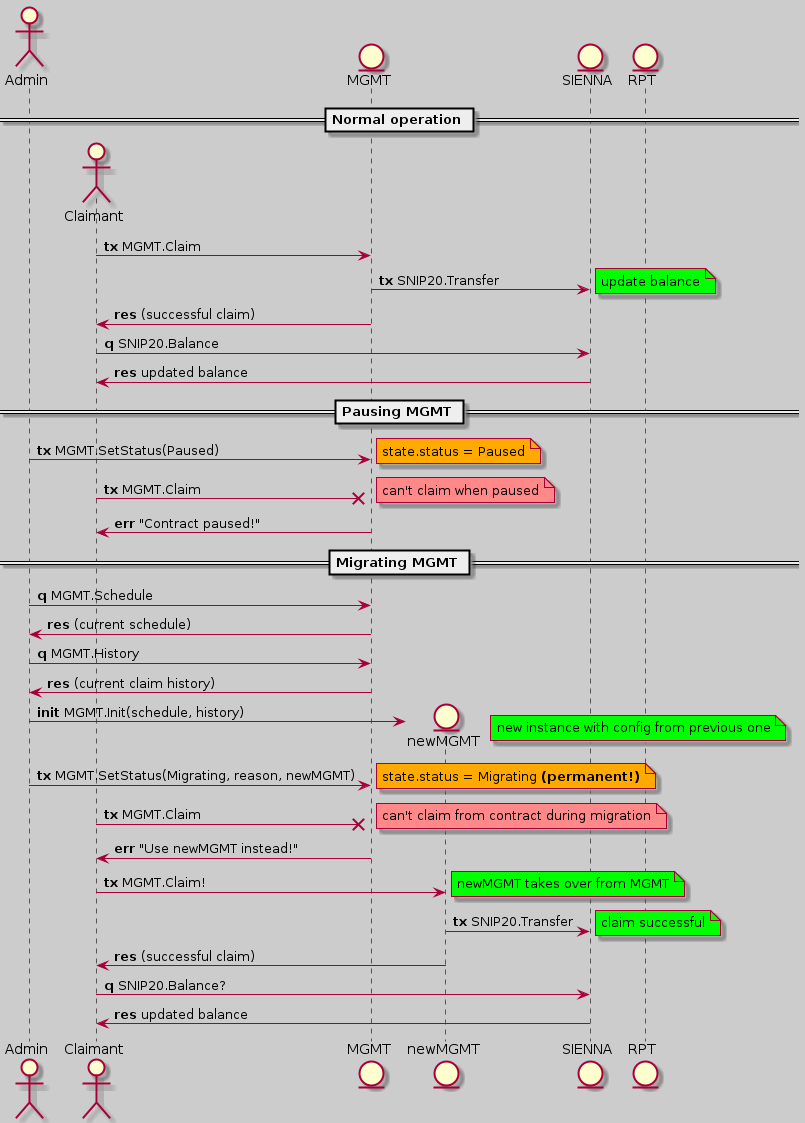 Admin
MGMT
SIENNA
RPT
Normal operation
Claimant
tx MGMT.Claim
tx SNIP20.Transfer
update balance
res (successful claim)
q SNIP20.Balance
res updated balance
Pausing MGMT
tx MGMT.SetStatus(Paused)
state.status = Paused
tx MGMT.Claim
can't claim when paused
err "Contract paused!"
Migrating MGMT
q MGMT.Schedule
res (current schedule)
q MGMT.History
res (current claim history)
init MGMT.Init(schedule, history)
newMGMT
new instance with config from previous one
tx MGMT.SetStatus(Migrating, reason, newMGMT)
state.status = Migrating (permanent!)
tx MGMT.Claim
can't claim from contract during migration
err "Use newMGMT instead!"
tx MGMT.Claim!
newMGMT takes over from MGMT
tx SNIP20.Transfer
claim successful
res (successful claim)
q SNIP20.Balance?
res updated balance
Admin
Claimant
MGMT
newMGMT
SIENNA
RPT